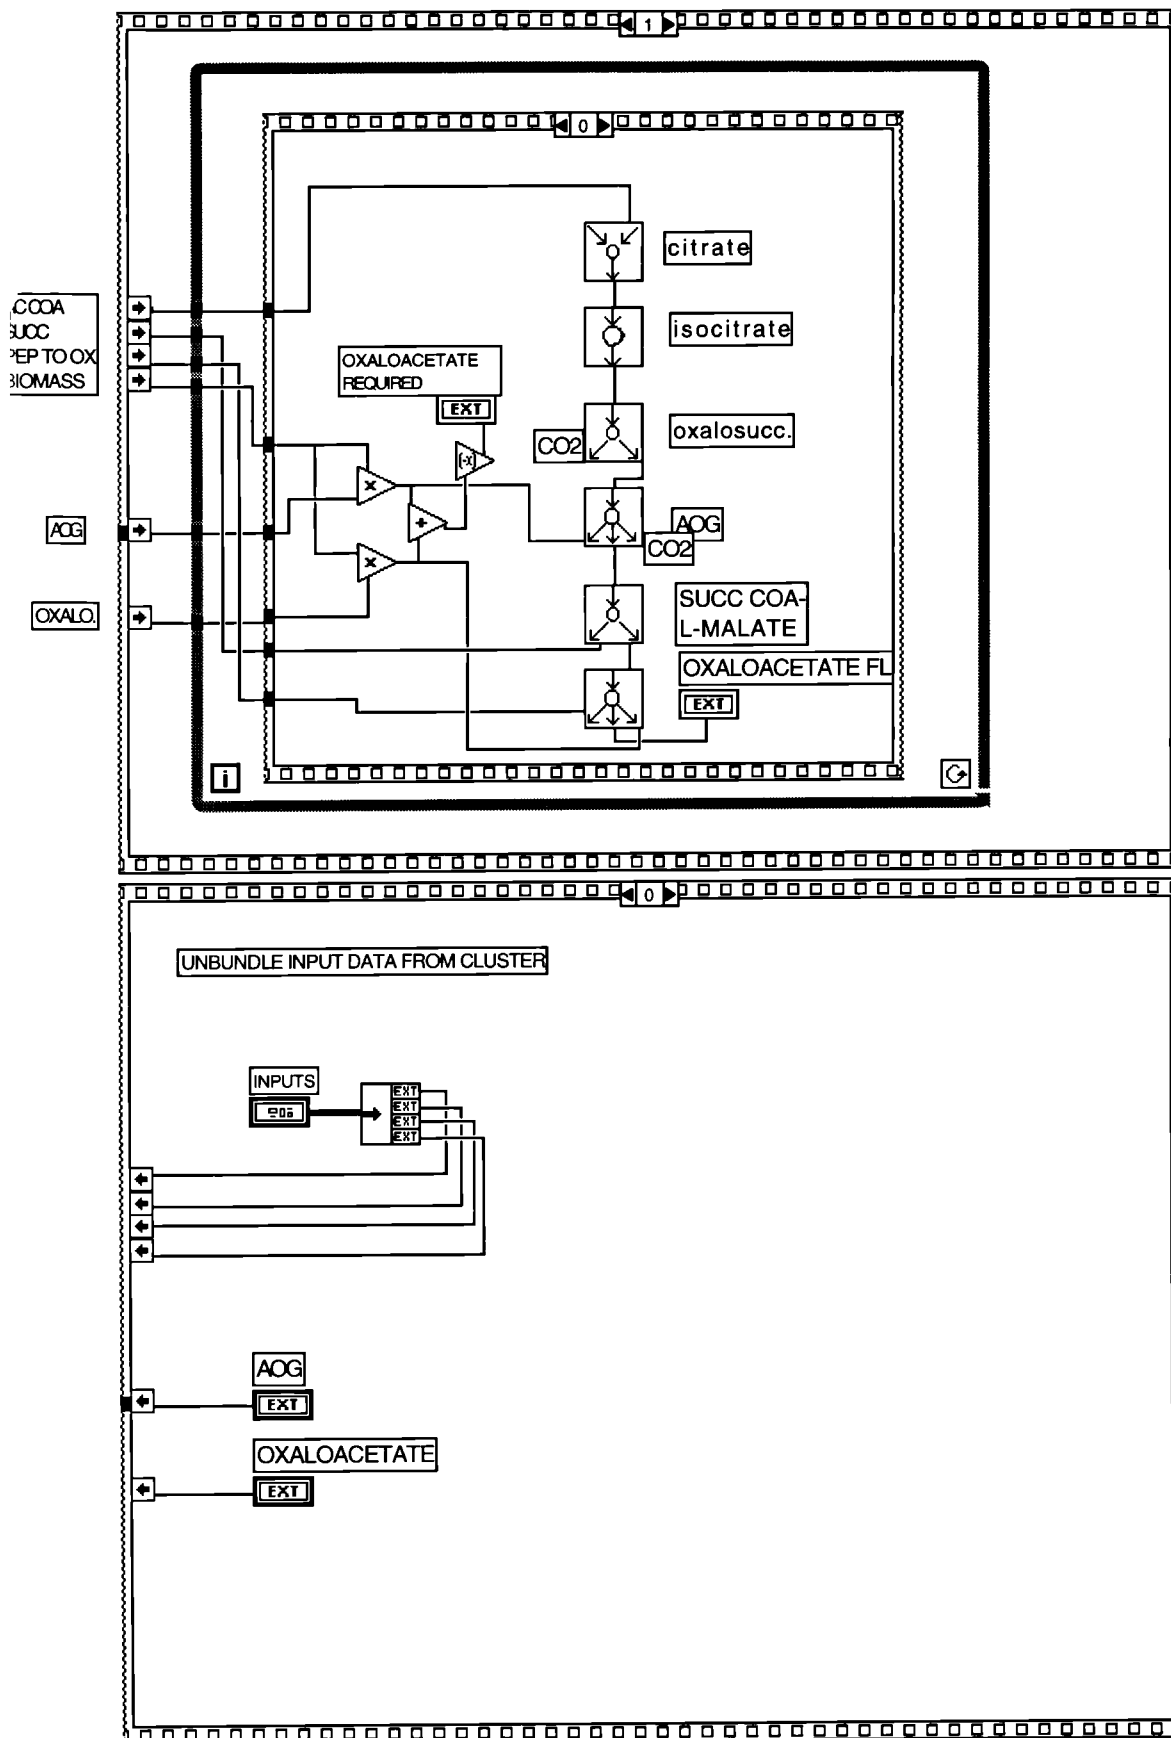 1
0
citrate
C COA
SUCC
PEP TO OX
BIOMASS
isocitrate
OXALOACETATE
REQUIRED
EXT
oxalosucc.
CO2
(-x)
x
+
AOG
AOG
CO2
x
SUCC COA-
L-MALATE
OXALO.
OXALOACETATE FL
EXT
i
0
UNBUNDLE INPUT DATA FROM CLUSTER
INPUTS
EXT
EXT
EXT
EXT
AOG
EXT
OXALOACETATE
EXT